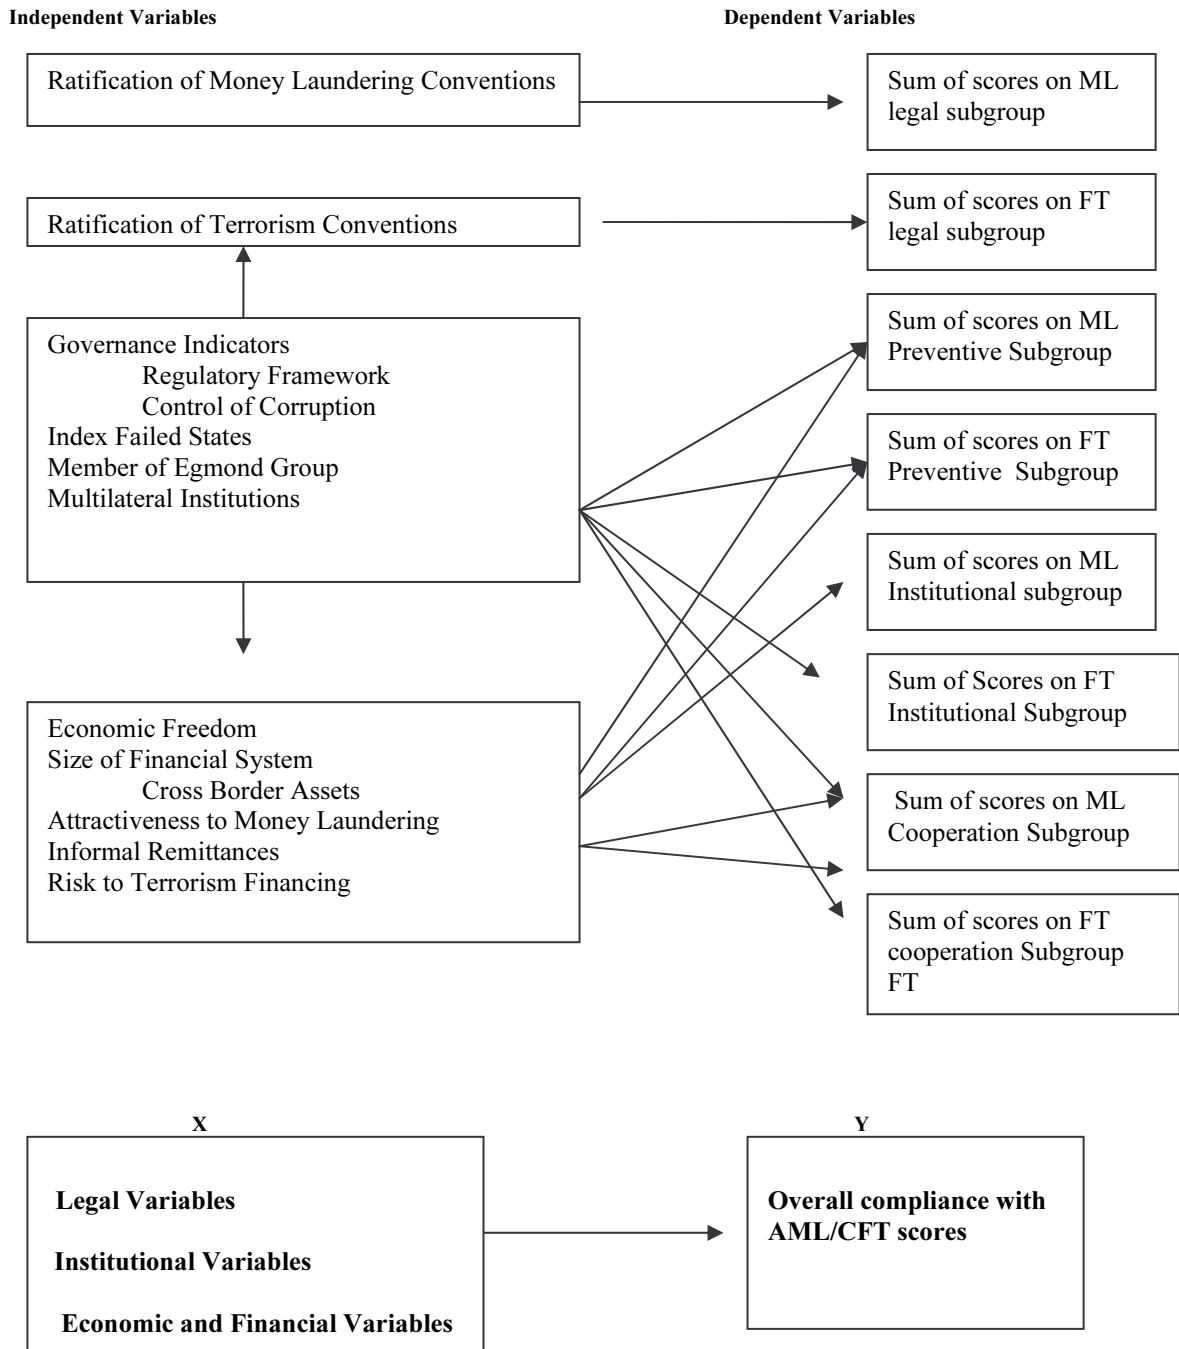 Independent Variables
Dependent Variables
Ratification of Money Laundering Conventions
Sum of scores on ML
legal subgroup
Ratification of Terrorism Conventions
Sum of scores on FT
legal subgroup
Governance Indicators
Regulatory Framework
Control of Corruption
Index Failed States
Member of Egmond Group
Multilateral Institutions
Sum of scores on ML
Preventive Subgroup
Sum of scores on FT
Preventive  Subgroup
Sum of scores on ML
Institutional subgroup
Sum of Scores on FT
Institutional Subgroup
Economic Freedom
Size of Financial System
Cross Border Assets
Attractiveness to Money Laundering
Informal Remittances
Risk to Terrorism Financing
Sum of scores on ML
Cooperation Subgroup
Sum of scores on FT
cooperation Subgroup
FT
X
Y
Legal Variables
Institutional Variables
Economic and Financial Variables
Overall compliance with
AML/CFT scores